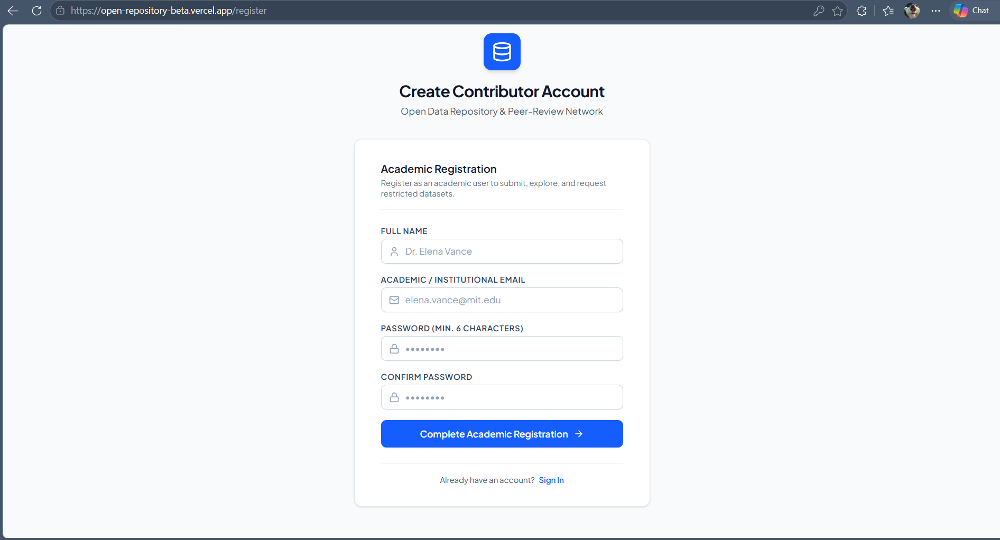 https://open-repository-beta.vercel.app/register
Chat
Create Contributor Account
Open Data Repository & Peer-Review Network
Academic Registration
Register as an academic user to submit, explore, and request
restricted datasets.
FULL NAME
Dr. Elena Vance
ACADEMIC / INSTITUTIONAL EMAIL
elena.vance@mit.edu
PASSWORD (MIN. 6 CHARACTERS)
••••••••
CONFIRM PASSWORD
••••••••
Complete Academic Registration →
Already have an account? Sign In